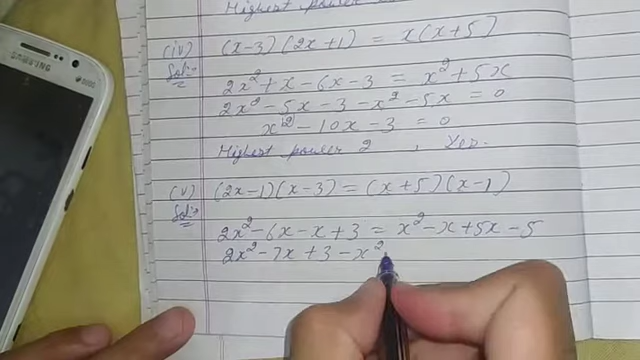 Highest power
(iv) (x-3)(2x+1) = x(x+5)
Sol:-
2x²+x-6x-3 = x²+5x
2x²-5x-3-x²-5x = 0
x²-10x-3 = 0
Highest power 2 , Yes.
(v) (2x-1)(x-3) = (x+5)(x-1)
Sol:-
2x²-6x-x+3 = x²-x+5x-5
2x²-7x+3-x²
SAMSUNG
DUOS